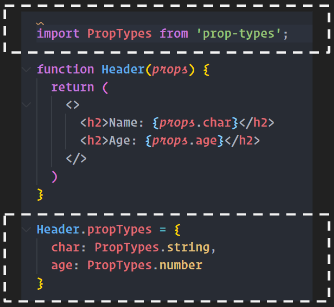 import PropTypes from 'prop-types';
function Header(props) {
return (
<>
<h2>Name: {props.char}</h2>
<h2>Age: {props.age}</h2>
</>
)
}
Header.propTypes = {
char: PropTypes.string,
age: PropTypes.number
}